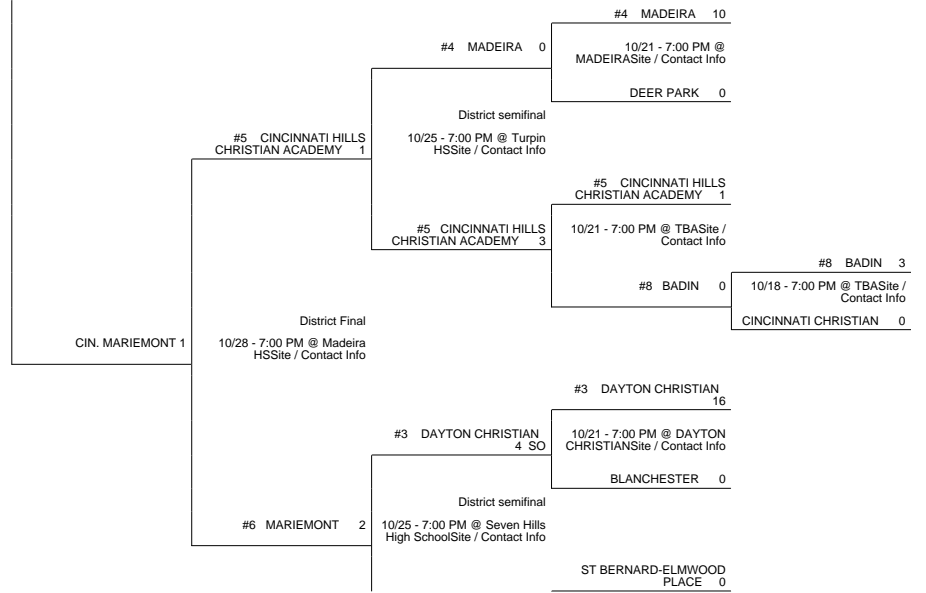 #4 MADEIRA 10
#4 MADEIRA 0
10/21 - 7:00 PM @
MADEIRASite / Contact Info
DEER PARK 0
District semifinal
#5 CINCINNATI HILLS
CHRISTIAN ACADEMY 1
10/25 - 7:00 PM @ Turpin
HSSite / Contact Info
#5 CINCINNATI HILLS
CHRISTIAN ACADEMY 1
#5 CINCINNATI HILLS
CHRISTIAN ACADEMY 3
10/21 - 7:00 PM @ TBASite /
Contact Info
#8 BADIN 3
#8 BADIN 0
10/18 - 7:00 PM @ TBASite /
Contact Info
CINCINNATI CHRISTIAN 0
District Final
CIN. MARIEMONT 1
10/28 - 7:00 PM @ Madeira
HSSite / Contact Info
#3 DAYTON CHRISTIAN
16
#3 DAYTON CHRISTIAN
4 SO
10/21 - 7:00 PM @ DAYTON
CHRISTIANSite / Contact Info
BLANCHESTER 0
District semifinal
#6 MARIEMONT 2
10/25 - 7:00 PM @ Seven Hills
High SchoolSite / Contact Info
ST BERNARD-ELMWOOD
PLACE 0